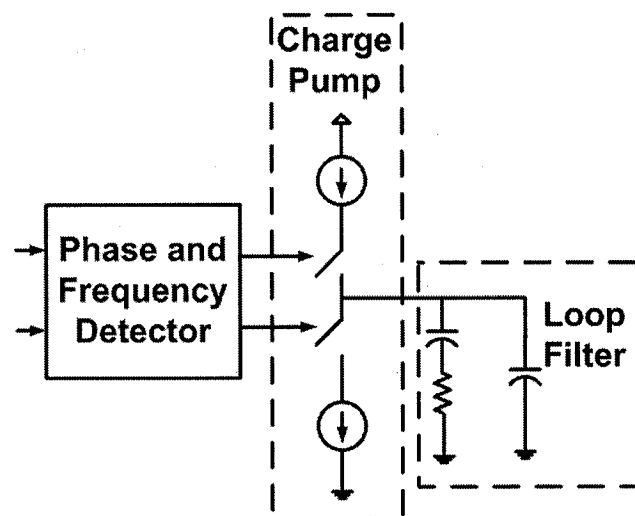 Charge
Pump
Phase and
Frequency
Detector
Loop
Filter